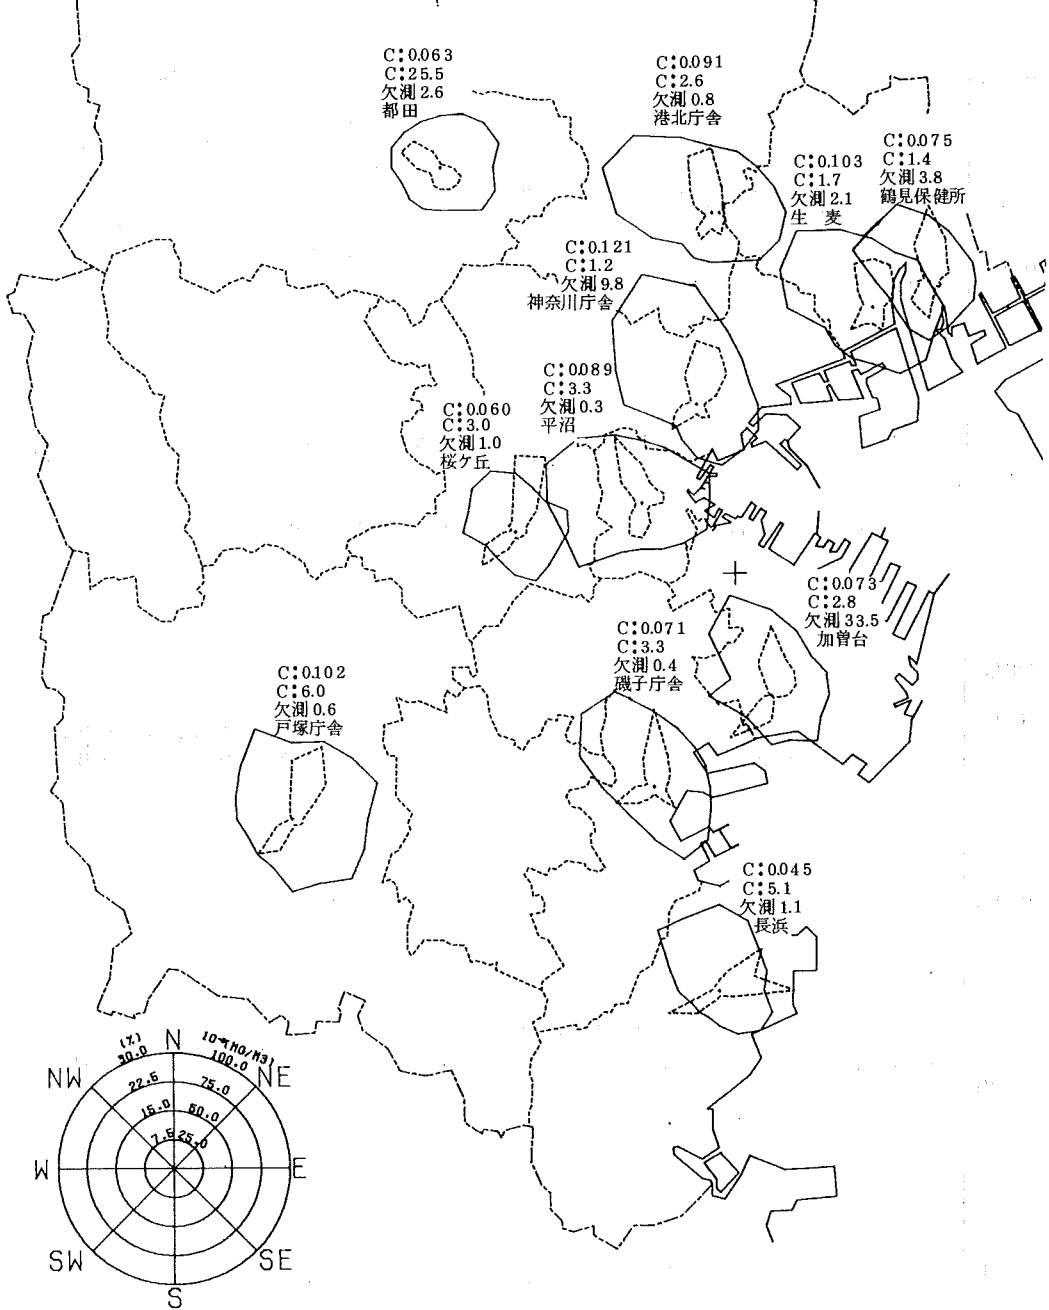 C:0.063
C:25.5
欠測 2.6
都田
C:0.091
C:2.6
欠測 0.8
港北庁舎
C:0.075
C:1.4
欠測 3.8
鶴見保健所
C:0.103
C:1.7
欠測 2.1
生 麦
C:0.121
C:1.2
欠測 9.8
神奈川庁舎
C:0.089
C:3.3
欠測 0.3
平沼
C:0.060
C:3.0
欠測 1.0
桜ケ丘
C:0.073
C:2.8
欠測 33.5
加曽台
C:0.071
C:3.3
欠測 0.4
磯子庁舎
C:0.102
C:6.0
欠測 0.6
戸塚庁舎
C:0.045
C:5.1
欠測 1.1
長浜
(%) N
30.0 100.0
NW NE
22.5 75.0
15.0 50.0
7.5 25.0
W E
SW SE
S